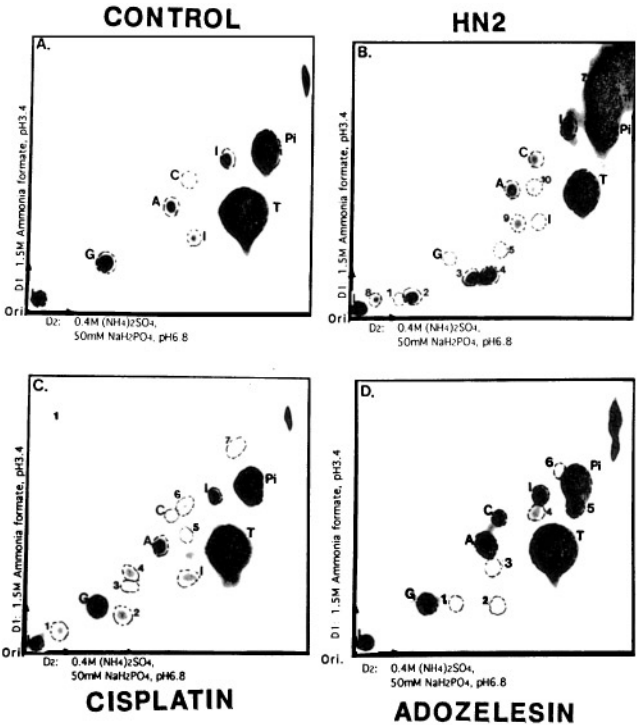 CONTROL
HN2
A.
B.
D1: 1.5M Ammonia formate, pH3.4
Pi
I
C
A
T
I
G
Ori
D2: 0.4M (NH4)2SO4,
50mM NaH2PO4, pH6.8
D1: 1.5M Ammonia formate, pH3.4
7
I
Pi
C
10
A
T
9
I
5
G
3
4
8
1
2
Ori
D2: 0.4M (NH4)2SO4,
50mM NaH2PO4, pH6.8
C.
D.
D1: 1.5M Ammonia formate, pH3.4
1
7
Pi
I
6
C
5
A
T
4
I
3
G
2
1
Ori
D2: 0.4M (NH4)2SO4,
50mM NaH2PO4, pH6.8
D1: 1.5M Ammonia formate, pH3.4
6
Pi
I
5
C
4
A
T
3
G
1
2
Ori.
D2: 0.4M (NH4)2SO4,
50mM NaH2PO4, pH6.8
CISPLATIN
ADOZELESIN